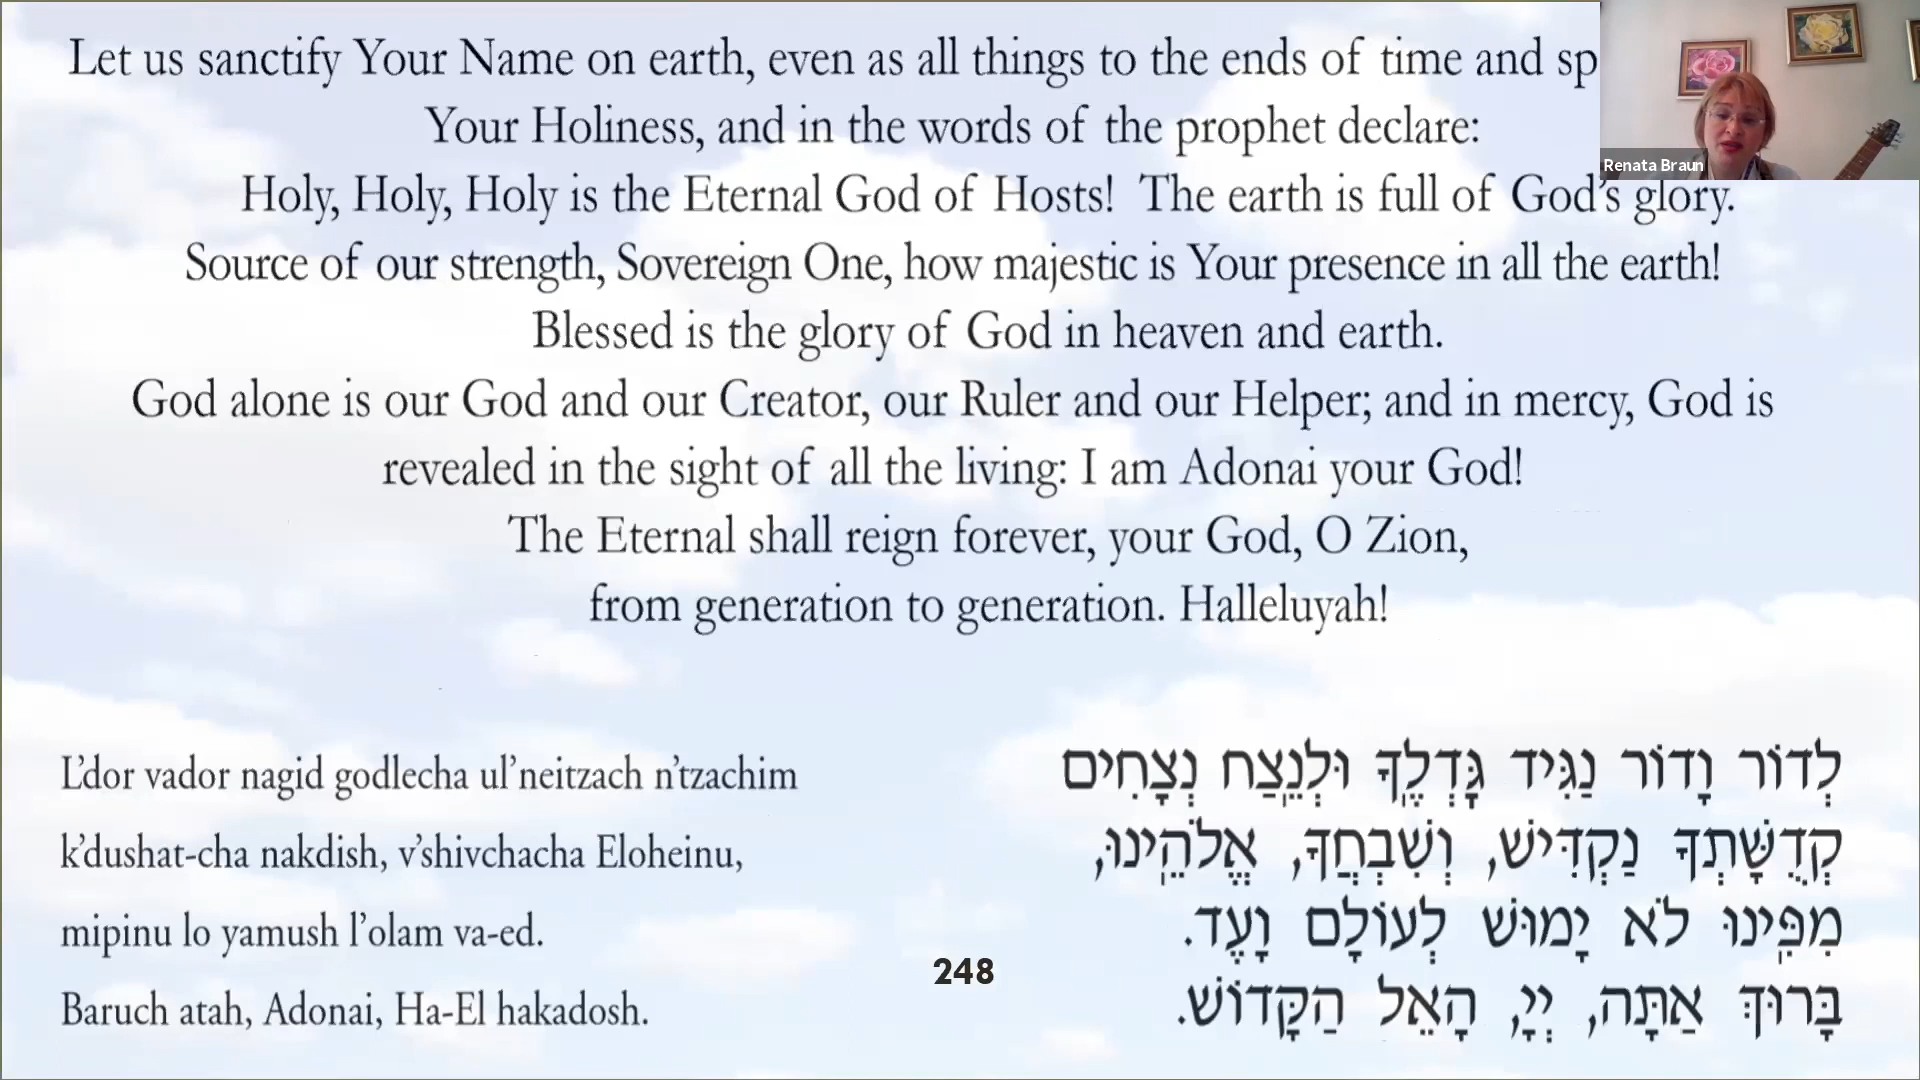 Let us sanctify Your Name on earth, even as all things to the ends of time and
Your Holiness, and in the words of the prophet declare:
Renata Braun
Holy, Holy, Holy is the Eternal God of Hosts! The earth is full of God's glory.
Source of our strength, Sovereign One, how majestic is Your presence in all the earth!
Blessed is the glory of God in heaven and earth.
God alone is our God and our Creator, our Ruler and our Helper; and in mercy, God is
revealed in the sight of all the living: I am Adonai your God!
The Eternal shall reign forever, your God, O Zion,
from generation to generation. Halleluyah!
L'dor vador nagid godlecha ul'neitzach n'tzachim
k'dushat-cha nakdish, v'shivchacha Eloheinu,
mipinu lo yamush l'olam va-ed.
Baruch atah, Adonai, Ha-El hakadosh.
לְדוֹר וָדוֹר נַגִּיד גָּדְלֶֽךָ וּלְנֵֽצַח נְצָחִים
קְדֻשָּׁתְךָ נַקְדִּישׁ, וְשִׁבְחֲךָ, אֱלֹהֵֽינוּ,
מִפִּֽינוּ לֹא יָמוּשׁ לְעוֹלָם וָעֶד.
בָּרוּךְ אַתָּה, יְיָ, הָאֵל הַקָּדוֹשׁ.
248